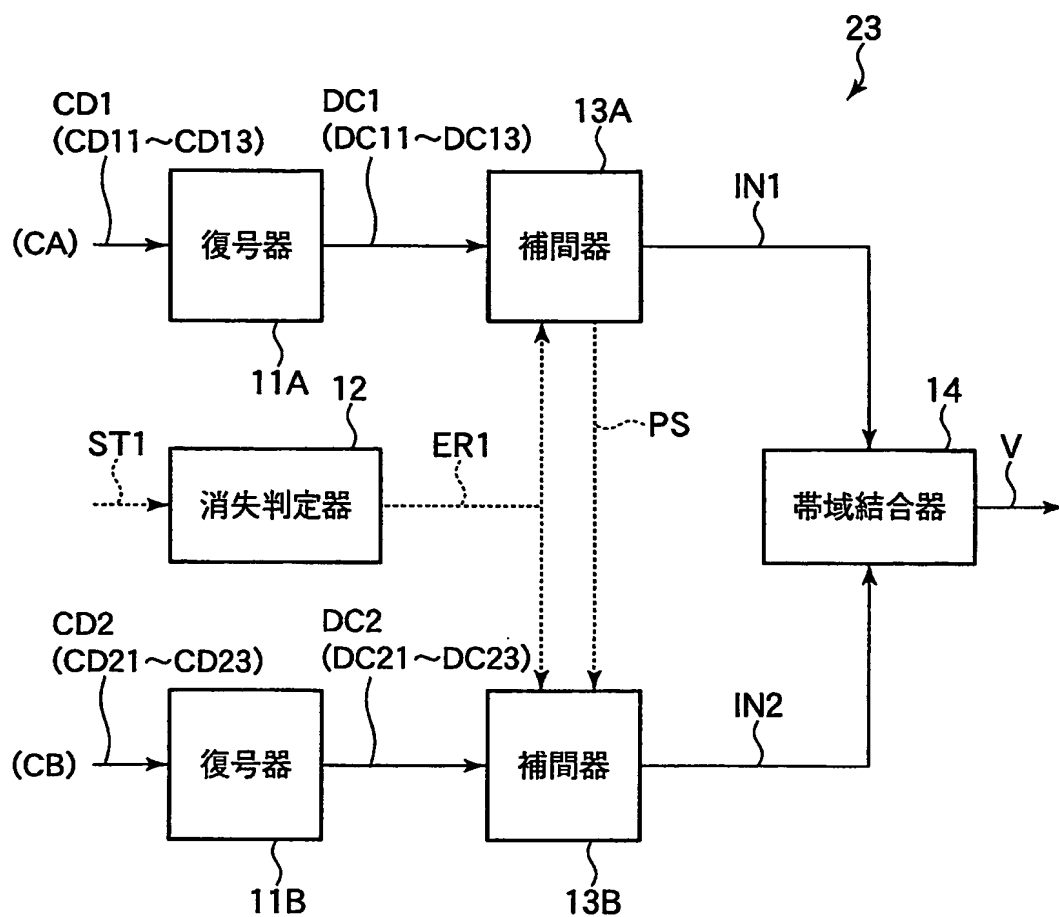 23
CD1
(CD11～CD13)
DC1
(DC11～DC13)
13A
IN1
(CA)
復号器
補間器
11A
12
PS
14
ST1
ER1
V
消失判定器
帯域結合器
CD2
(CD21～CD23)
DC2
(DC21～DC23)
IN2
(CB)
復号器
補間器
11B
13B